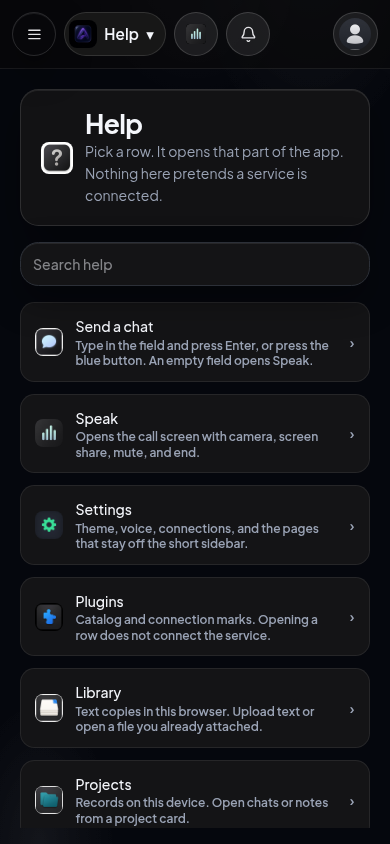 Help ▾
Help
Pick a row. It opens that part of the app.
Nothing here pretends a service is
connected.
?
Search help
Send a chat
Type in the field and press Enter, or press the
blue button. An empty field opens Speak.
›
Speak
Opens the call screen with camera, screen
share, mute, and end.
›
Settings
Theme, voice, connections, and the pages
that stay off the short sidebar.
›
Plugins
Catalog and connection marks. Opening a
row does not connect the service.
›
Library
Text copies in this browser. Upload text or
open a file you already attached.
›
Projects
Records on this device. Open chats or notes
from a project card.
›